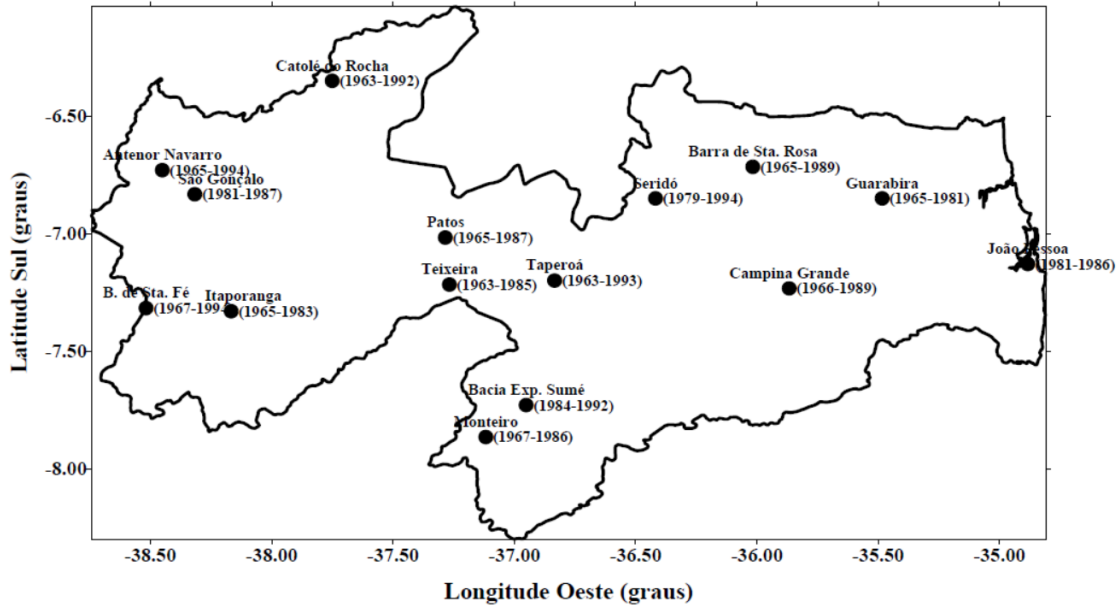 Catolé do Rocha
(1963-1992)
-6.50
Antenor Navarro
(1965-1994)
São Gonçalo
(1981-1987)
Barra de Sta. Rosa
(1965-1989)
Seridó
(1979-1994)
Guarabira
(1965-1981)
Patos
(1965-1987)
-7.00
João Pessoa
(1981-1986)
Teixeira
(1963-1985)
Taperoá
(1963-1993)
Campina Grande
(1966-1989)
B. de Sta. Fé
(1967-1994)
Itaporanga
(1965-1983)
-7.50
Bacia Exp. Sumé
(1984-1992)
Monteiro
(1967-1986)
-8.00
Latitude Sul (graus)
-38.50 -38.00 -37.50 -37.00 -36.50 -36.00 -35.50 -35.00
Longitude Oeste (graus)